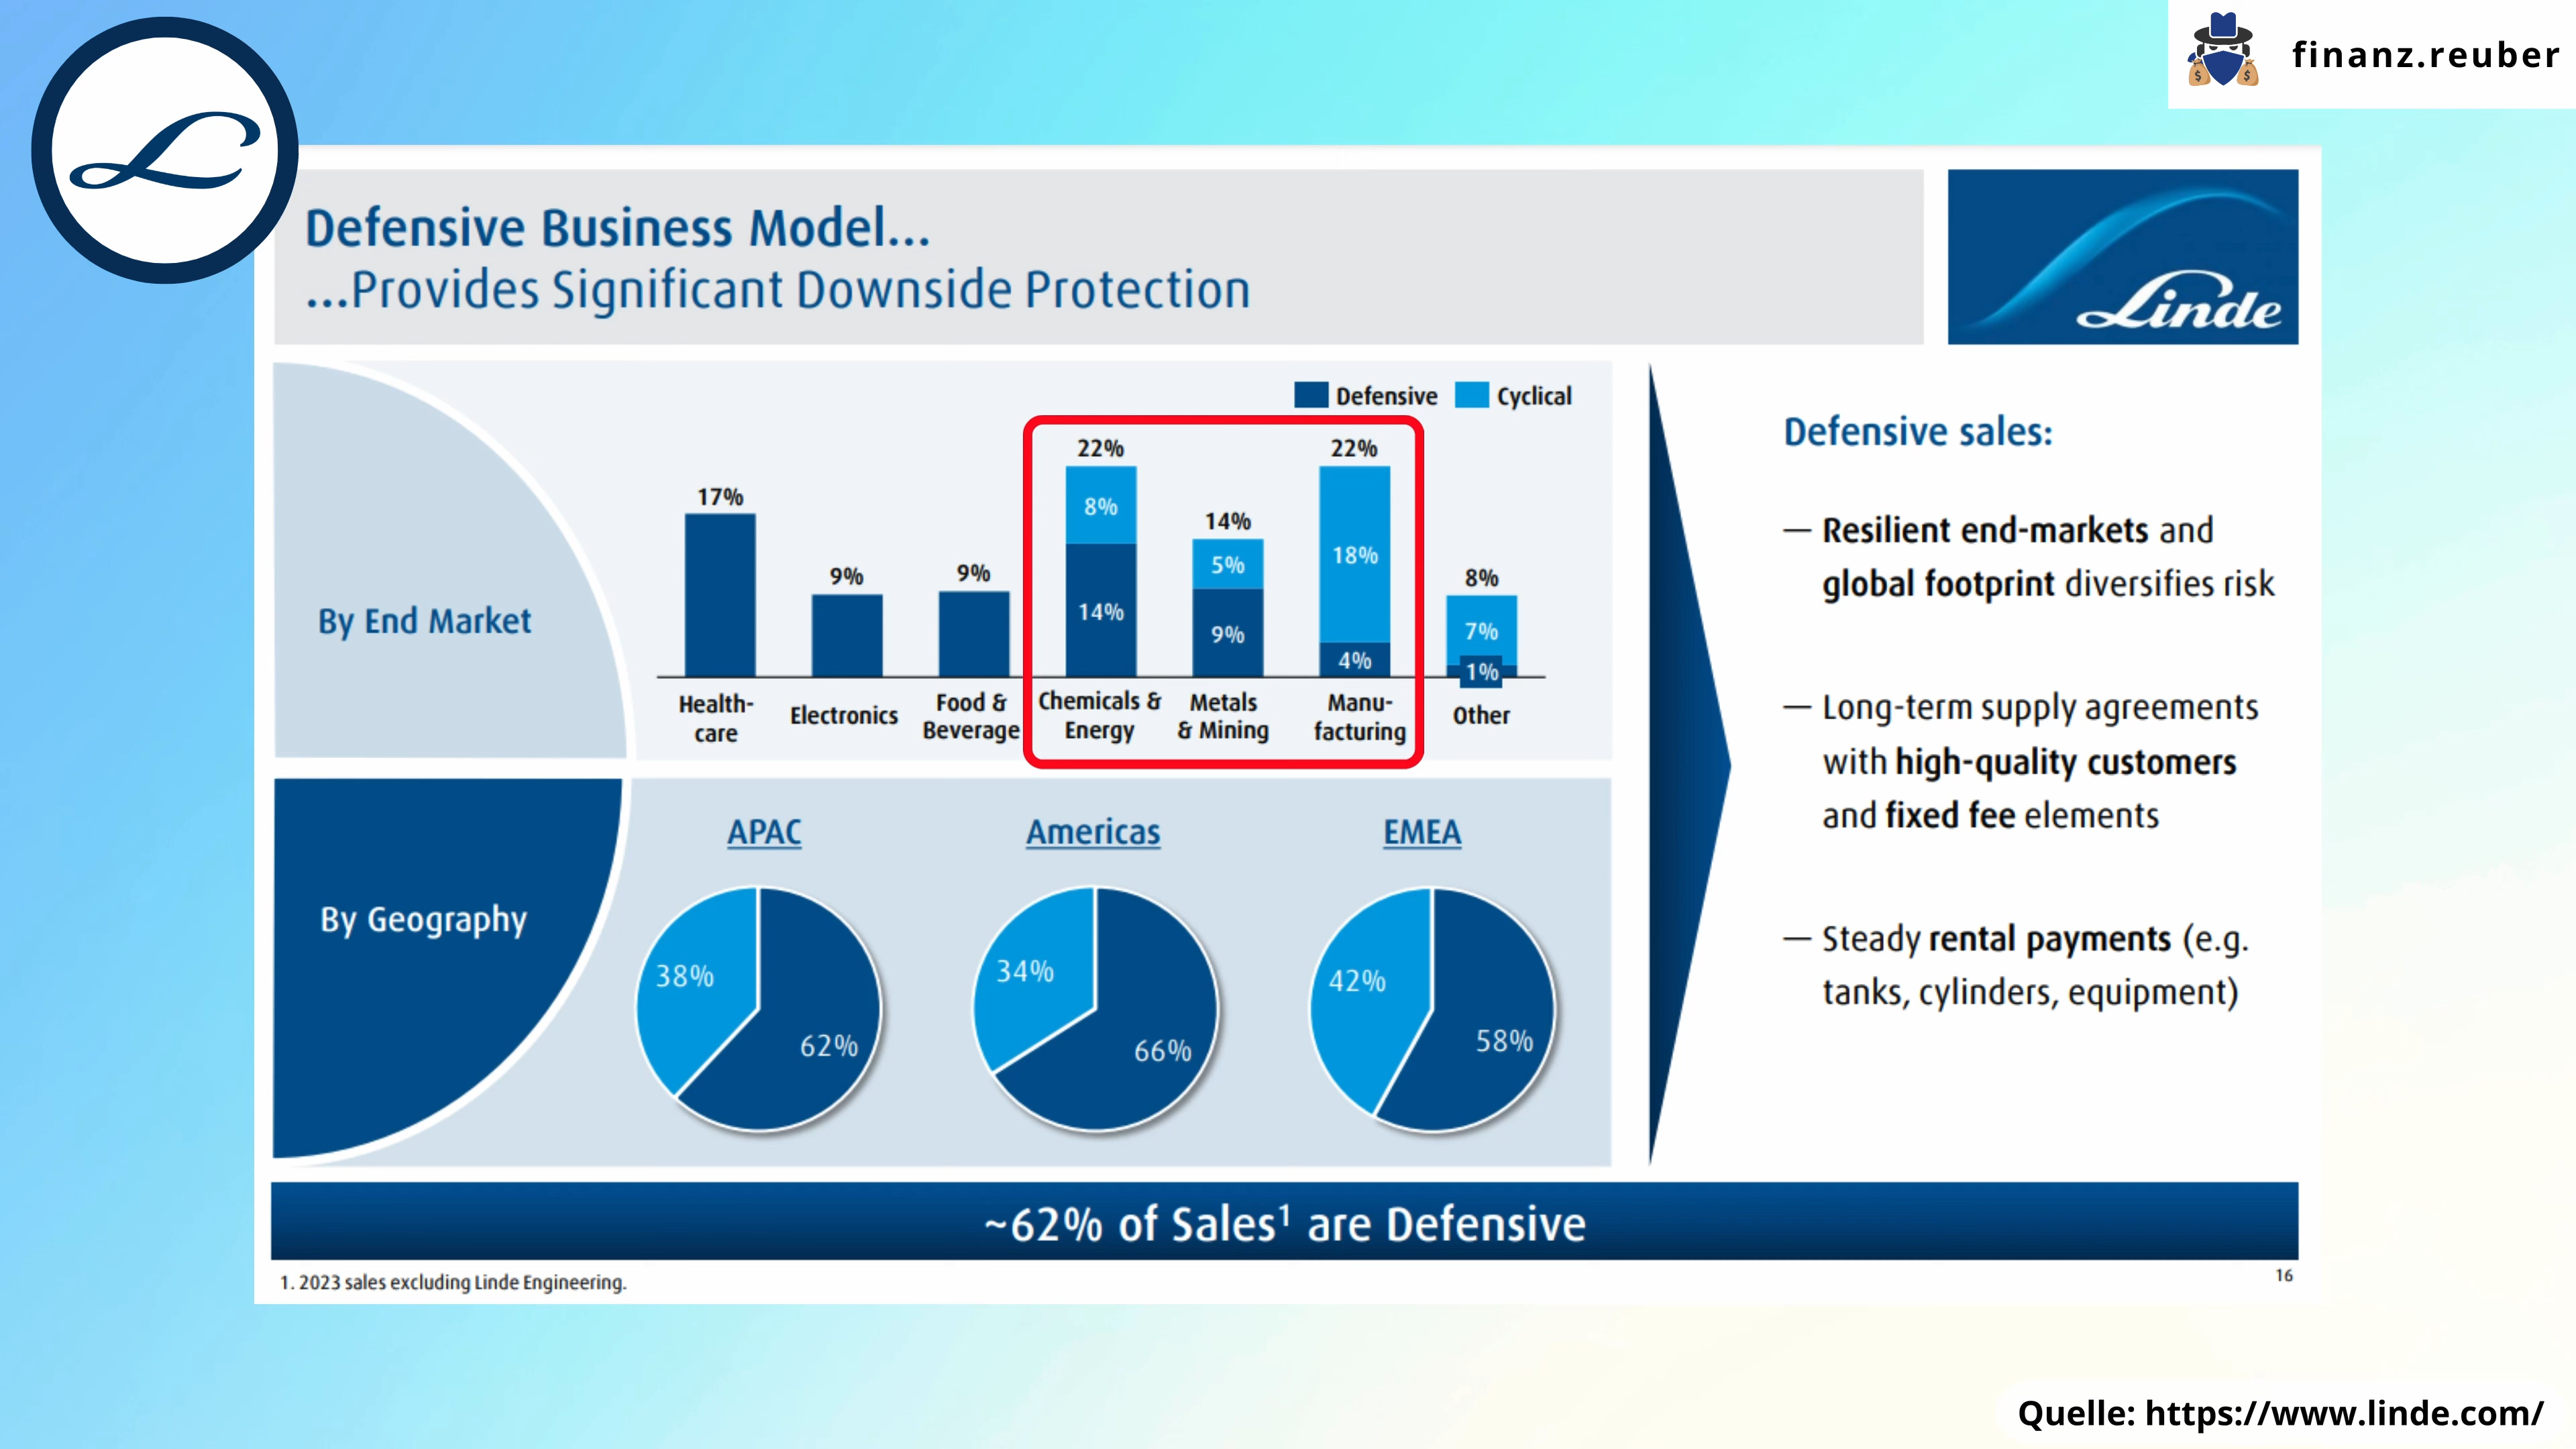 finanz.reuber
Defensive Business Model...
...Provides Significant Downside Protection
Linde
Defensive
Cyclical
By End Market
17%
9%
9%
22%
8%
14%
14%
5%
9%
22%
18%
4%
8%
7%
1%
Health-
care
Electronics
Food &
Beverage
Chemicals &
Energy
Metals
& Mining
Manu-
facturing
Other
By Geography
APAC
38%
62%
Americas
34%
66%
EMEA
42%
58%
Defensive sales:
— Resilient end-markets and
global footprint diversifies risk
— Long-term supply agreements
with high-quality customers
and fixed fee elements
— Steady rental payments (e.g.
tanks, cylinders, equipment)
~62% of Sales¹ are Defensive
1. 2023 sales excluding Linde Engineering.
16
Quelle: https://www.linde.com/